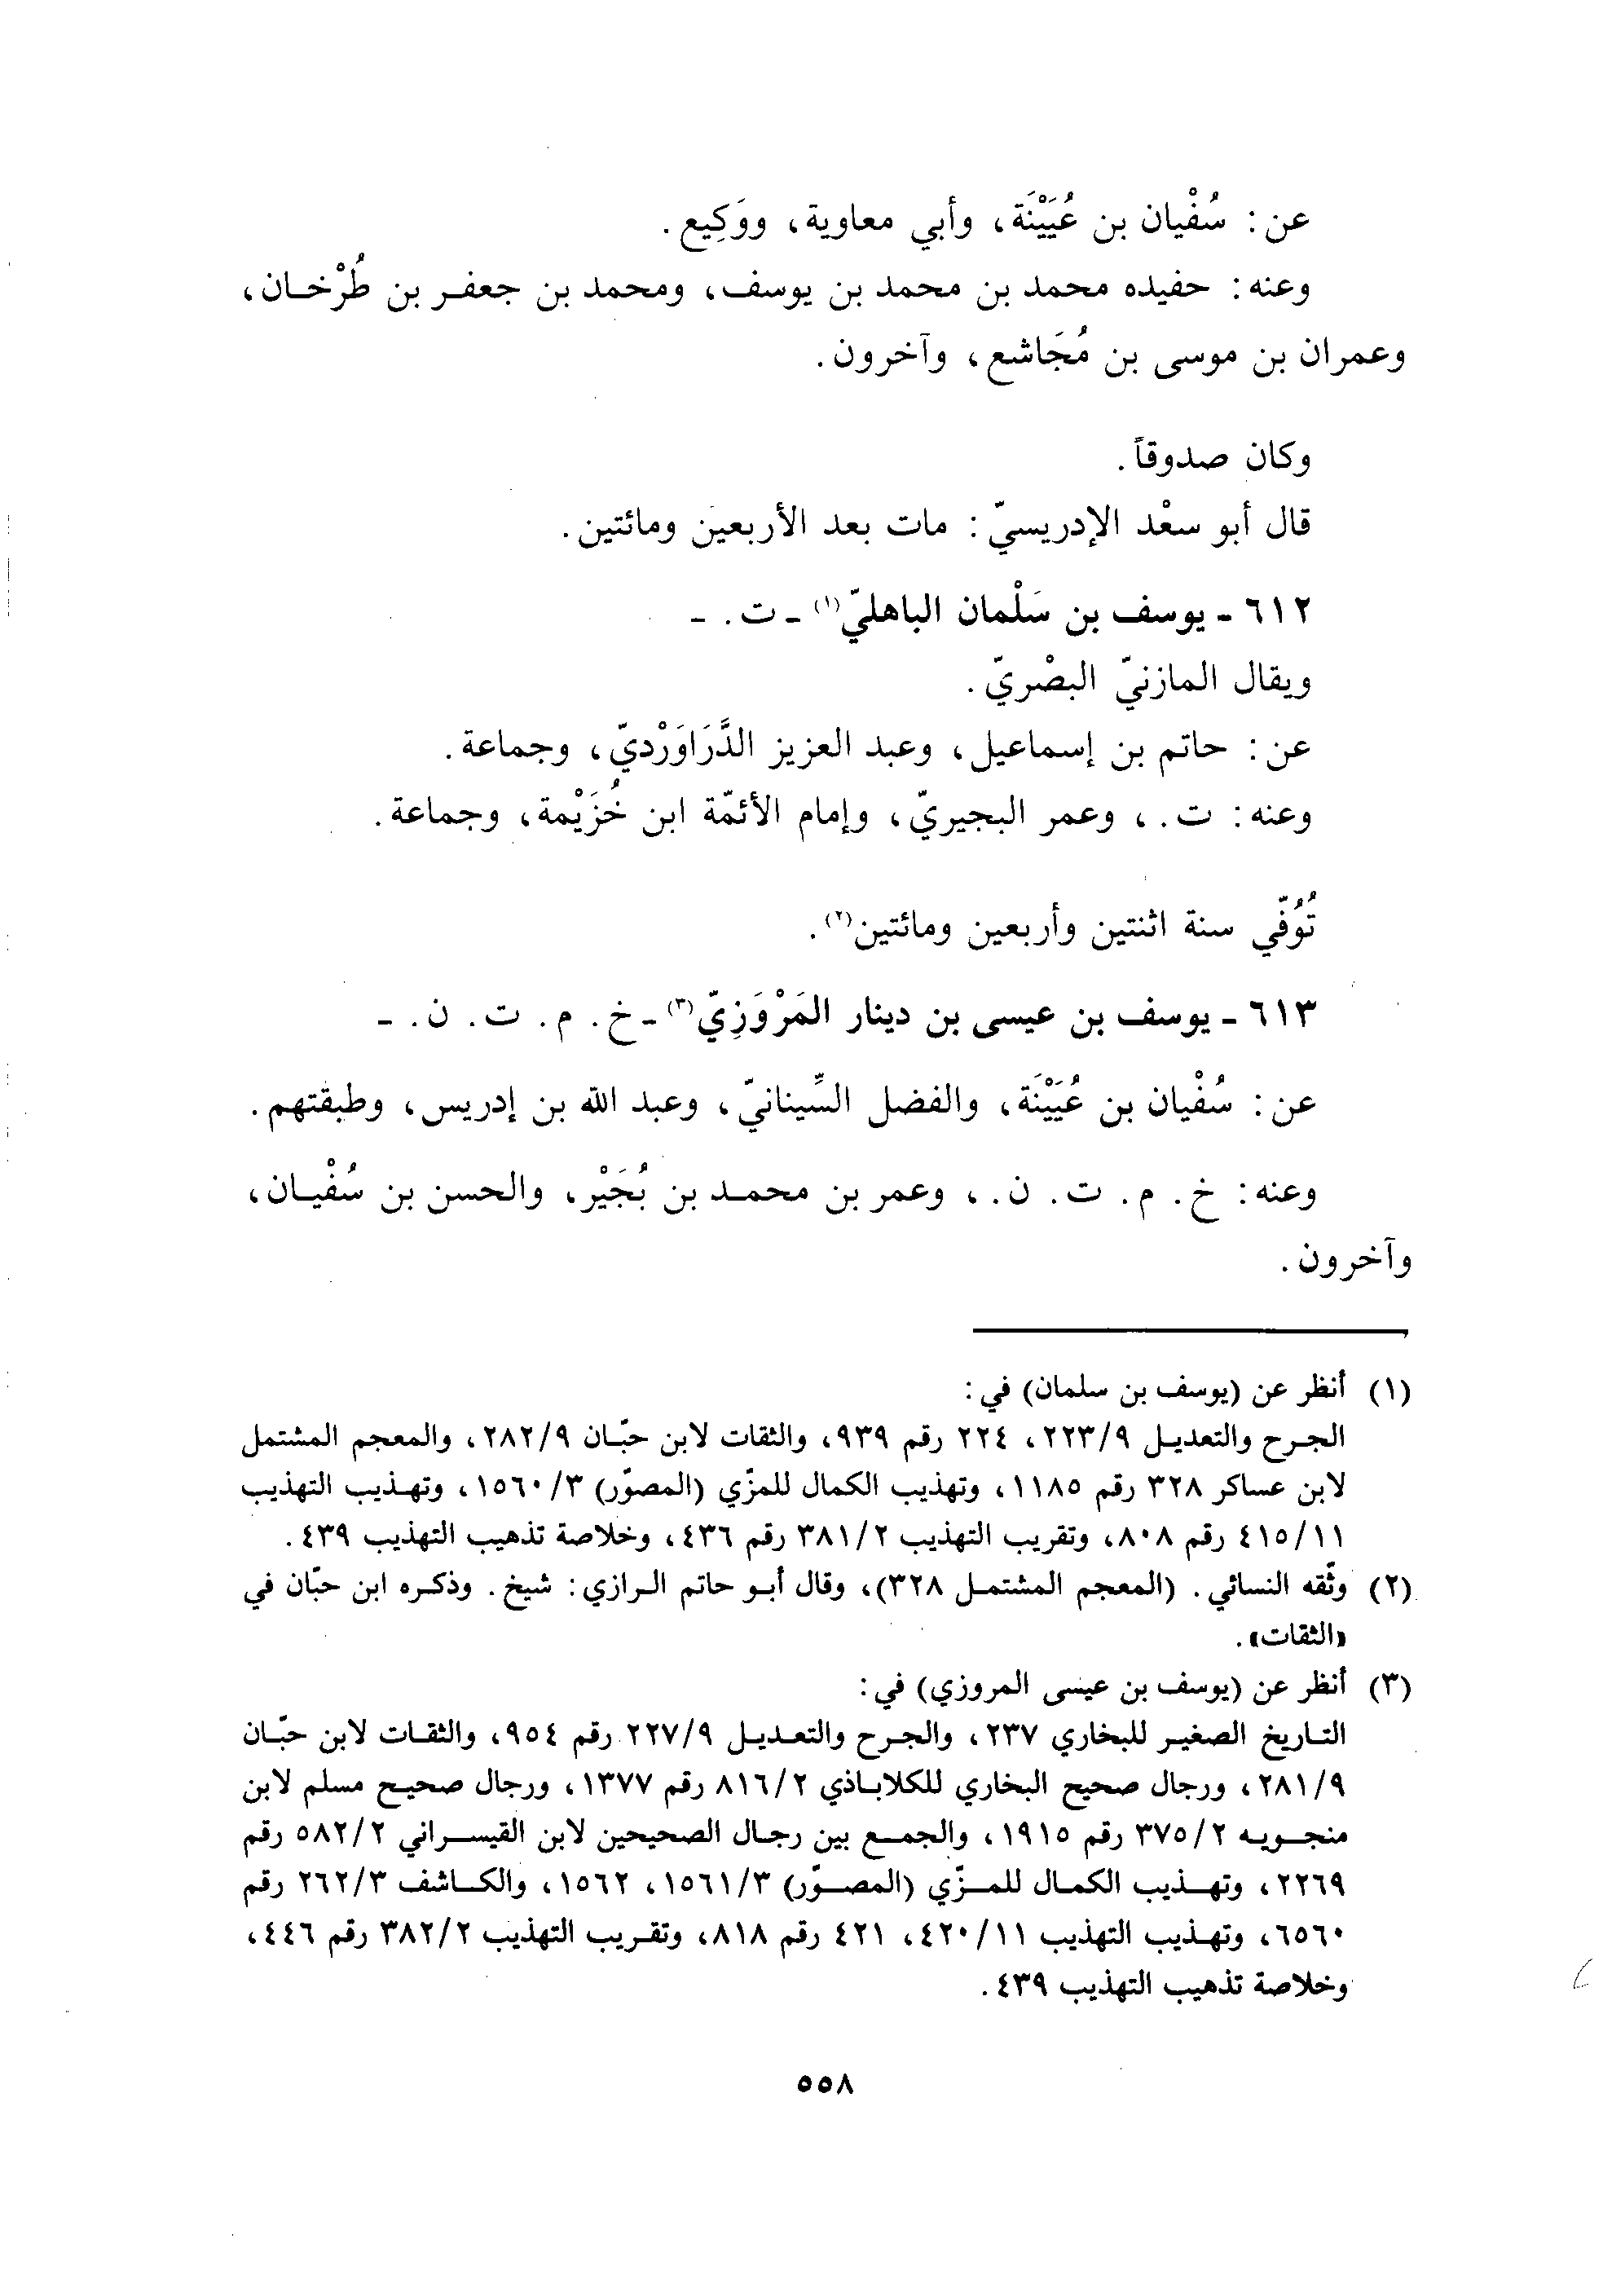 عن: سُفْيان بن عُيَيْنَة، وأبي معاوية، ووَكِيع.
وعنه: حفيده محمد بن محمد بن يوسف، ومحمد بن جعفر بن طُرْخان،
وعمران بن موسى بن مُجَاشع، وآخرون.
وكان صدوقاً.
قال أبو سعْد الإدريسيّ: مات بعد الأربعين ومائتين.
٦١٢ - يوسف بن سَلْمان الباهليّ(١) - ت. -
ويقال المازنيّ البصْريّ.
عن: حاتم بن إسماعيل، وعبد العزيز الدَّرَاوَرْديّ، وجماعة.
وعنه: ت.، وعمر البجيريّ، وإمام الأئمّة ابن خُزَيْمة، وجماعة.
تُوُفّي سنة اثنتين وأربعين ومائتين(٢).
٦١٣ - يوسف بن عيسى بن دينار المَرْوَزِيّ(٣) - خ. م. ت. ن. -
عن: سُفْيان بن عُيَيْنَة، والفضل السِّينانيّ، وعبد الله بن إدريس، وطبقتهم.
وعنه: خ. م. ت. ن.، وعمر بن محمد بن بُجَيْر، والحسن بن سُفْيان،
وآخرون.
(١) أنظر عن (يوسف بن سلمان) في:
الجرح والتعديل ٢٢٣/٩، ٢٢٤ رقم ٩٣٩، والثقات لابن حبّان ٢٨٢/٩، والمعجم المشتمل
لابن عساكر ٣٢٨ رقم ١١٨٥، وتهذيب الكمال للمزّي (المصوّر) ١٥٦٠/٣، وتهذيب التهذيب
٤١٥/١١ رقم ٨٠٨، وتقريب التهذيب ٣٨١/٢ رقم ٤٣٦، وخلاصة تذهيب التهذيب ٤٣٩.
(٢) وثّقه النسائي. (المعجم المشتمل ٣٢٨)، وقال أبو حاتم الرازي: شيخ. وذكره ابن حبّان في
«الثقات».
(٣) أنظر عن (يوسف بن عيسى المروزي) في:
التاريخ الصغير للبخاري ٢٣٧، والجرح والتعديل ٢٢٧/٩ رقم ٩٥٤، والثقات لابن حبّان
٢٨١/٩، ورجال صحيح البخاري للكلاباذي ٨١٦/٢ رقم ١٣٧٧، ورجال صحيح مسلم لابن
منجويه ٣٧٥/٢ رقم ١٩١٥، والجمع بين رجال الصحيحين لابن القيسراني ٥٨٢/٢ رقم
٢٢٦٩، وتهذيب الكمال للمزّي (المصوّر) ١٥٦١/٣، ١٥٦٢، والكاشف ٢٦٢/٣ رقم
٦٥٦٠، وتهذيب التهذيب ٤٢٠/١١، ٤٢١ رقم ٨١٨، وتقريب التهذيب ٣٨٢/٢ رقم ٤٤٦،
وخلاصة تذهيب التهذيب ٤٣٩.
٥٥٨